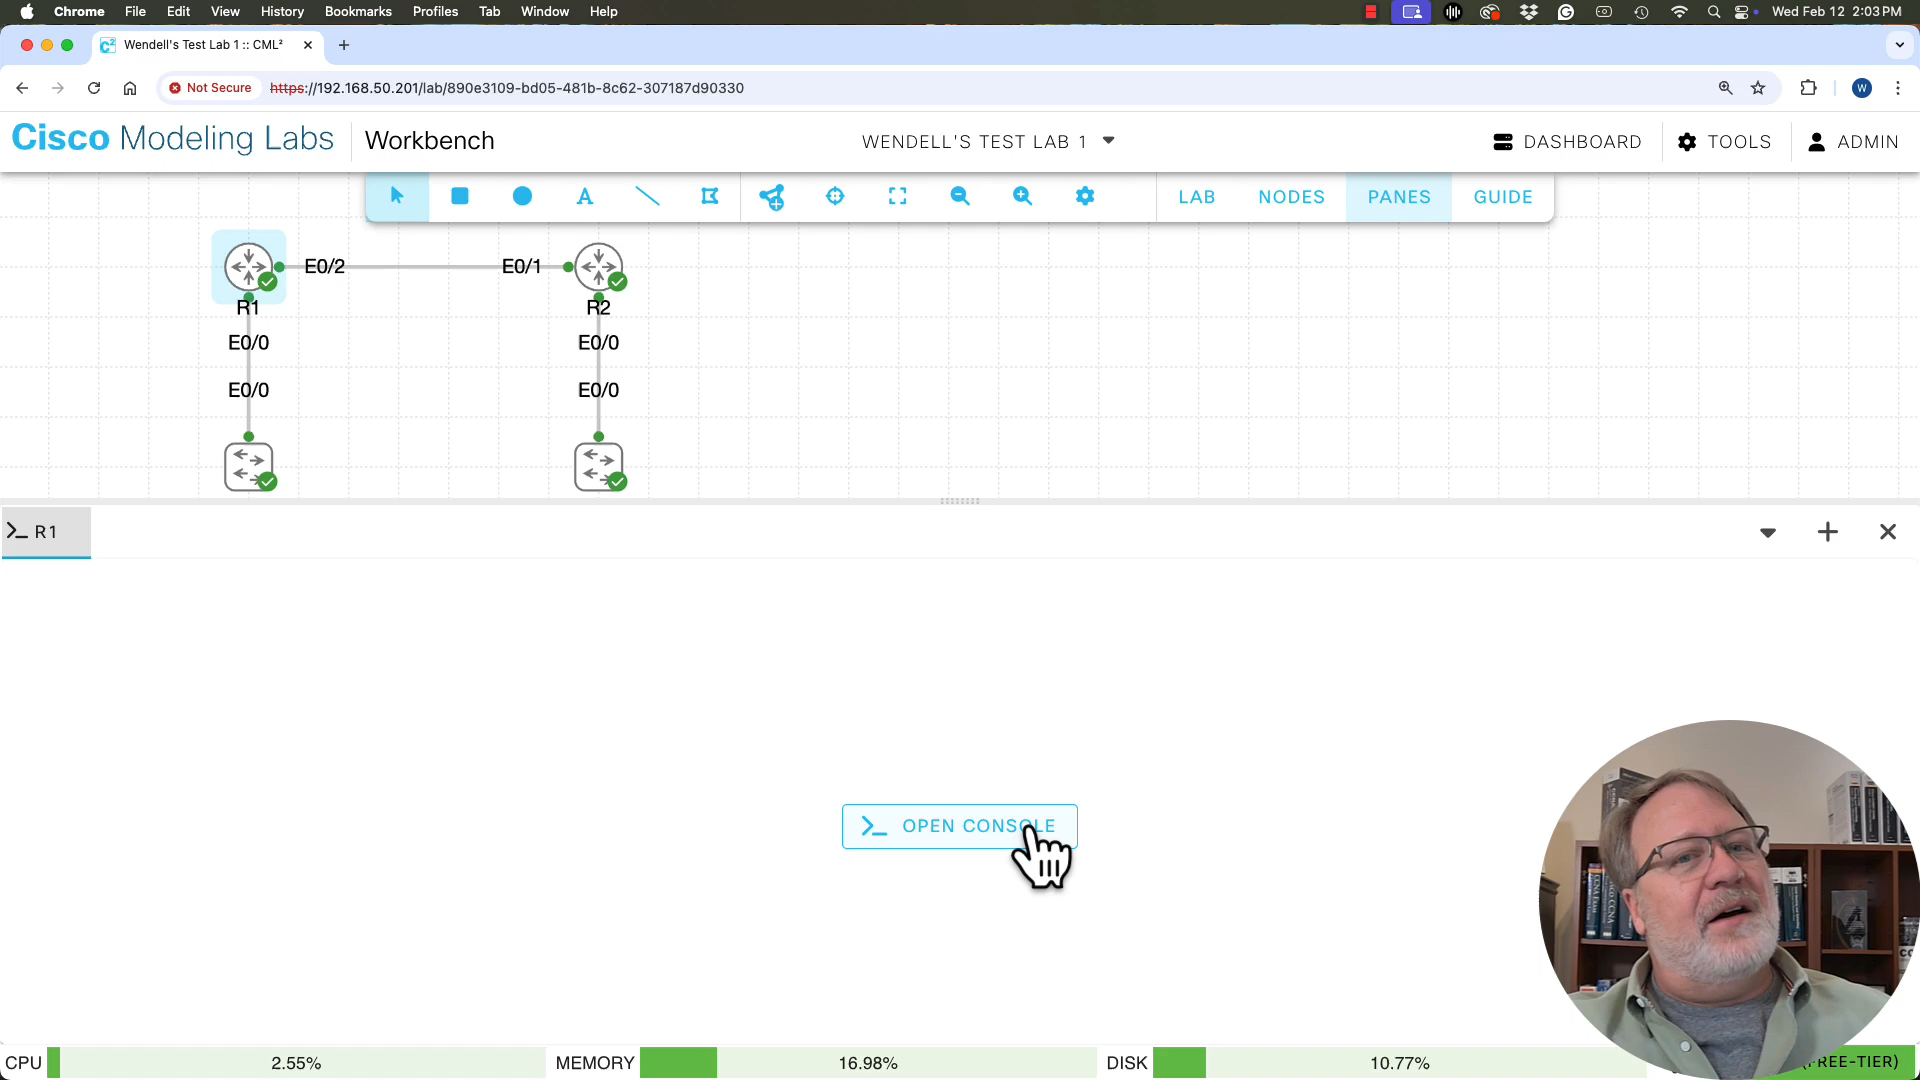 Chrome File Edit View History Bookmarks Profiles Tab Window Help Wed Feb 12 2:03 PM
Wendell's Test Lab 1 :: CML²
Not Secure https://192.168.50.201/lab/890e3109-bd05-481b-8c62-307187d90330 W
Cisco Modeling Labs Workbench WENDELL'S TEST LAB 1 DASHBOARD TOOLS ADMIN
A LAB NODES PANES GUIDE
E0/2 E0/1
R1 R2
E0/0 E0/0
E0/0 E0/0
R1
OPEN CONSOLE
CPU 2.55% MEMORY 16.98% DISK 10.77%